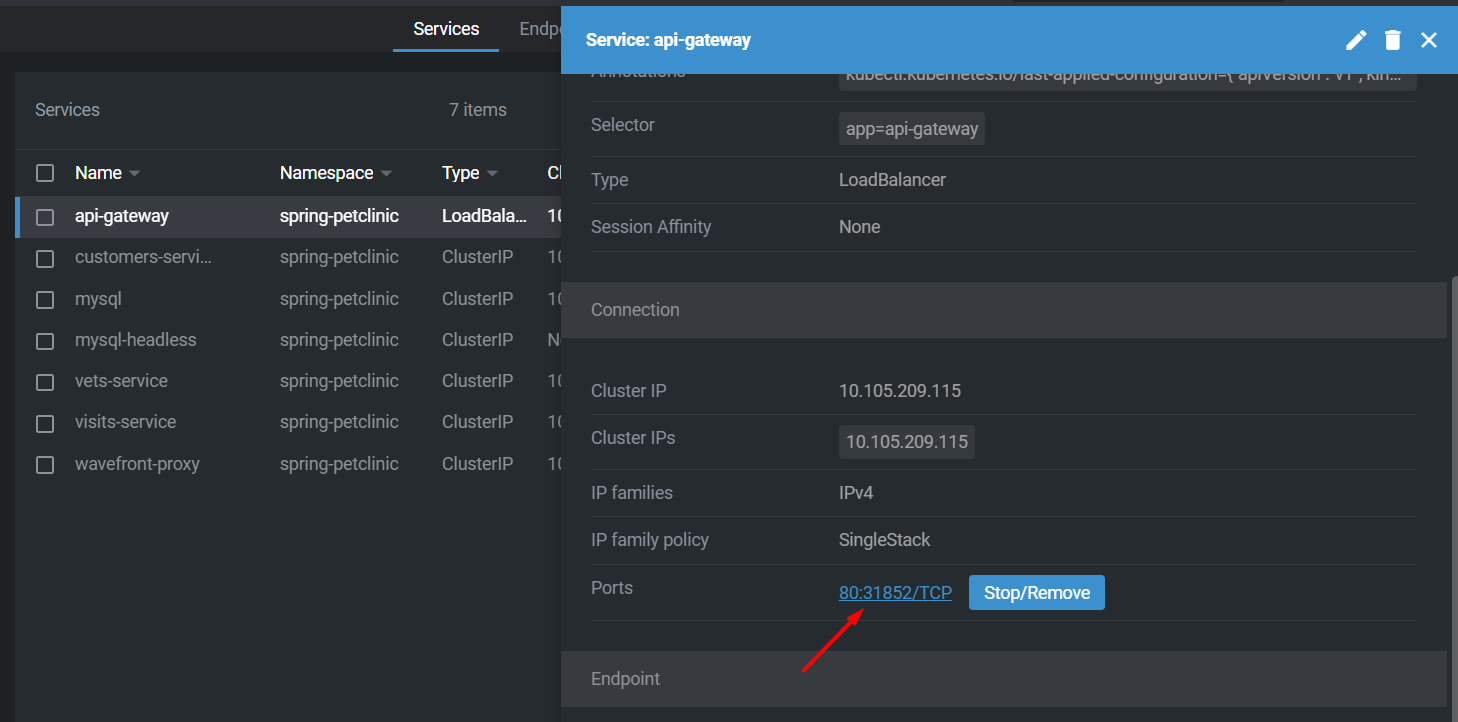 Services Endpo
Service: api-gateway
Services 7 items
Name Namespace Type Cl
api-gateway spring-petclinic LoadBala... 10
customers-servi... spring-petclinic ClusterIP 10
mysql spring-petclinic ClusterIP 10
mysql-headless spring-petclinic ClusterIP N
vets-service spring-petclinic ClusterIP 10
visits-service spring-petclinic ClusterIP 10
wavefront-proxy spring-petclinic ClusterIP 10
Annotations kubectl.kubernetes.io/last-applied-configuration={"apiVersion":"v1","kin...
Selector app=api-gateway
Type LoadBalancer
Session Affinity None
Connection
Cluster IP 10.105.209.115
Cluster IPs 10.105.209.115
IP families IPv4
IP family policy SingleStack
Ports 80:31852/TCP Stop/Remove
Endpoint